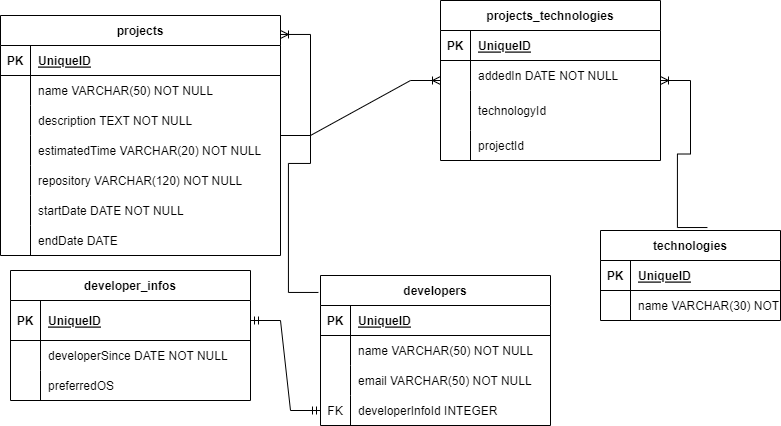 projects
PK UniqueID
name VARCHAR(50) NOT NULL
description TEXT NOT NULL
estimatedTime VARCHAR(20) NOT NULL
repository VARCHAR(120) NOT NULL
startDate DATE NOT NULL
endDate DATE
projects_technologies
PK UniqueID
addedIn DATE NOT NULL
technologyId
projectId
technologies
PK UniqueID
name VARCHAR(30) NOT
developer_infos
PK UniqueID
developerSince DATE NOT NULL
preferredOS
developers
PK UniqueID
name VARCHAR(50) NOT NULL
email VARCHAR(50) NOT NULL
FK developerInfoId INTEGER